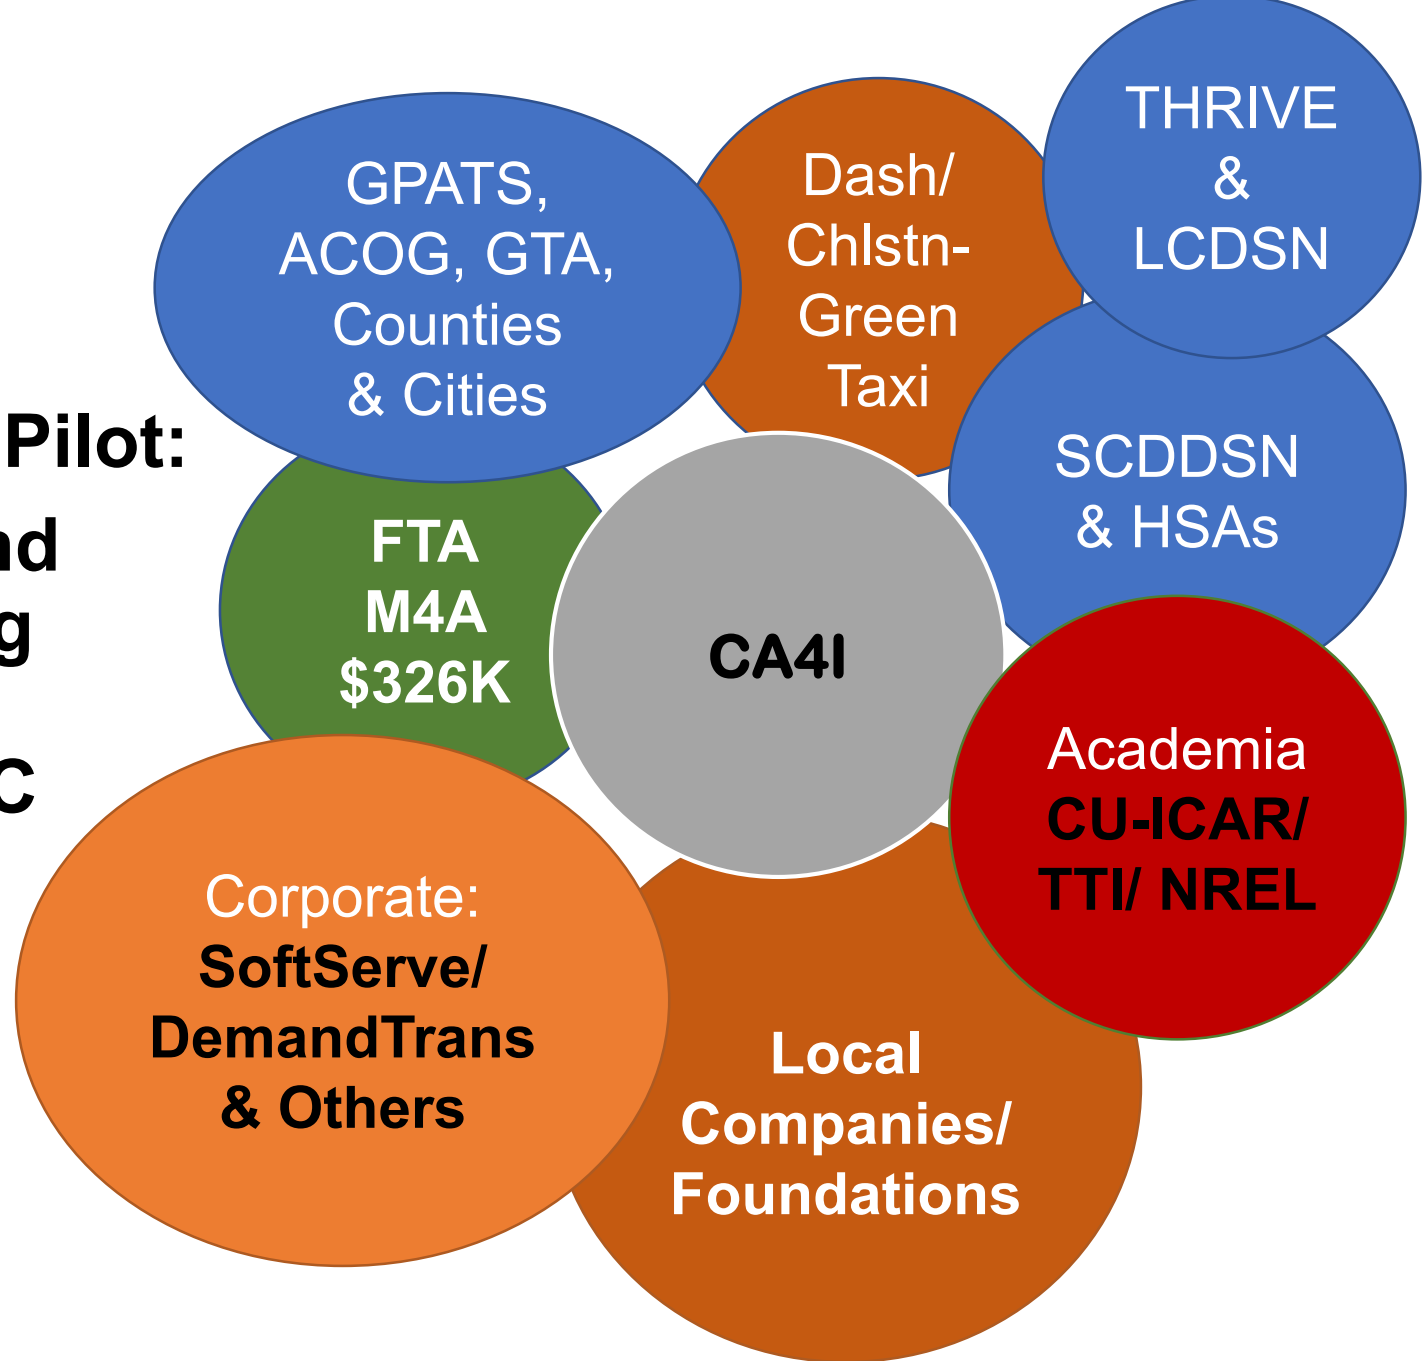 THRIVE
&
LCDSN
Dash/
Chlstn-
Green
Taxi
GPATS,
ACOG, GTA,
Counties
& Cities
Pilot:
SCDDSN
& HSAs
FTA
M4A
$326K
CA4I
Academia
CU-ICAR/
TTI/ NREL
Corporate:
SoftServe/
DemandTrans
& Others
Local
Companies/
Foundations